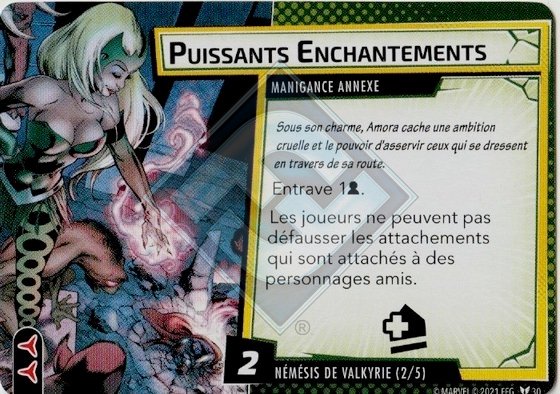 PUISSANTS ENCHANTEMENTS
MANIGANCE ANNEXE
Sous son charme, Amora cache une ambition
cruelle et le pouvoir d'asservir ceux qui se dressent
en travers de sa route.
Entrave 1.
Les joueurs ne peuvent pas
défausser les attachements
qui sont attachés à des
personnages amis.
®
2
NÉMÉSIS DE VALKYRIE (2/5)
© MARVEL © 2021 FFG 30